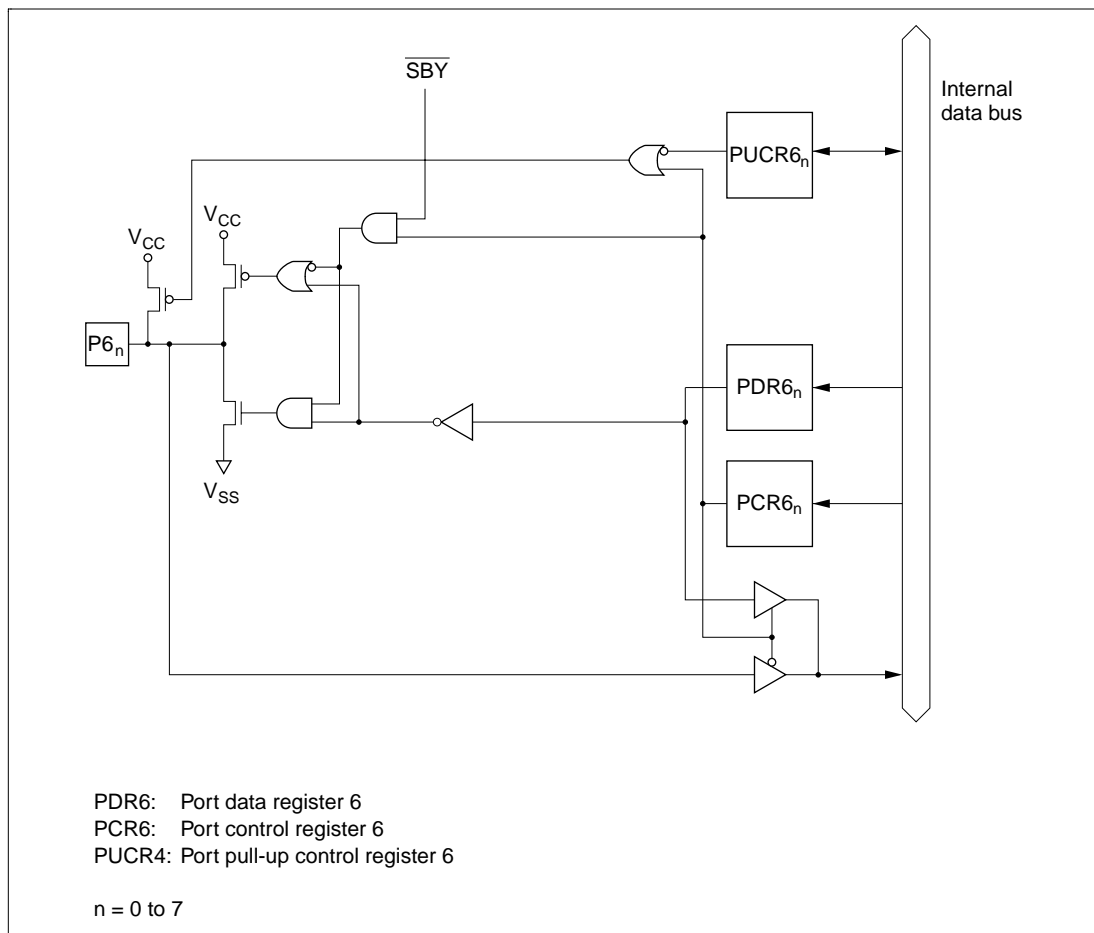 SBY
Internal
data bus
PUCR6n
VCC
VCC
P6n
PDR6n
VSS
PCR6n
PDR6: Port data register 6
PCR6: Port control register 6
PUCR4: Port pull-up control register 6
n = 0 to 7